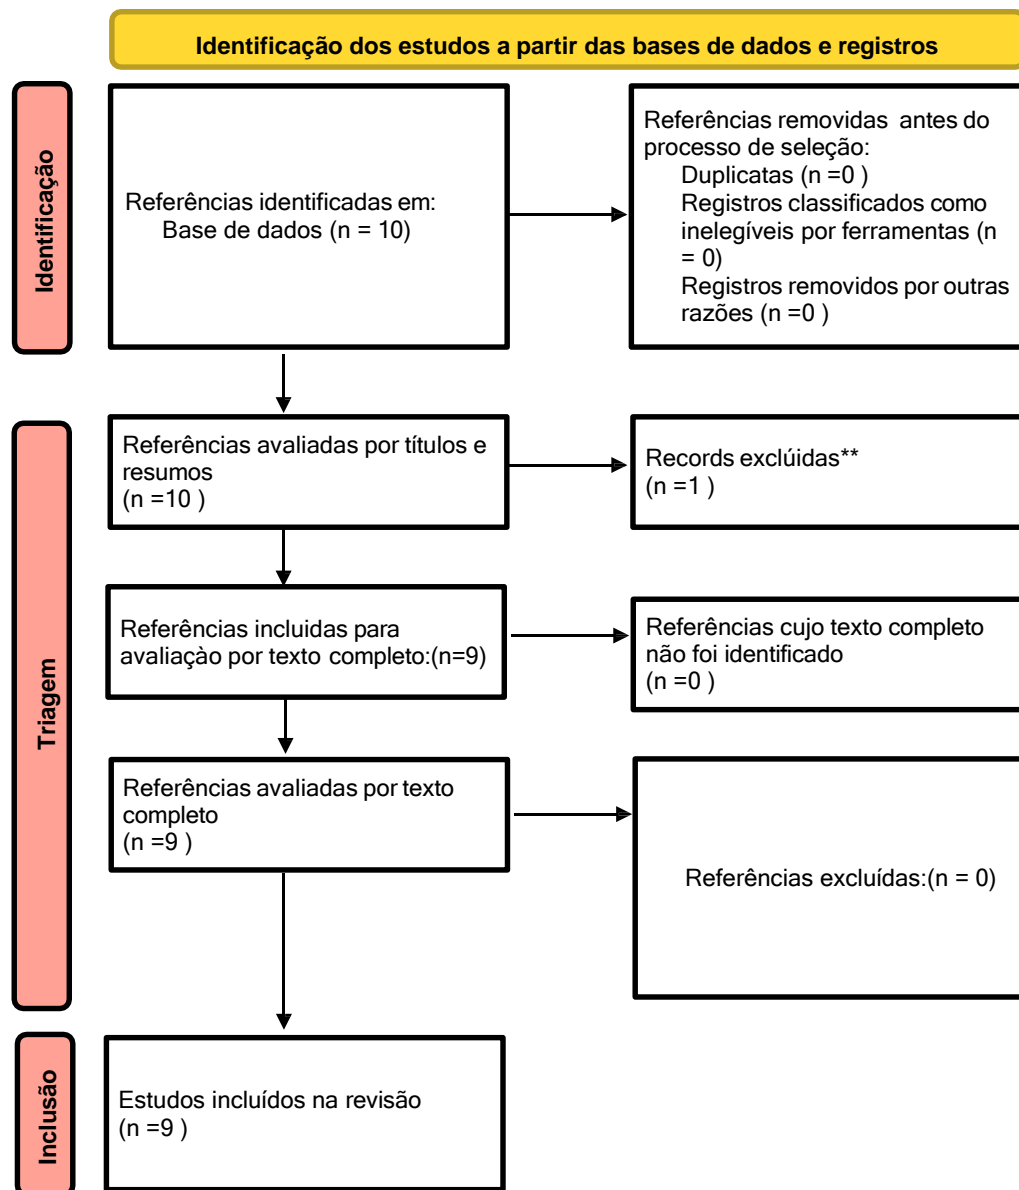 Identificação dos estudos a partir das bases de dados e registros
Identificação
Referências identificadas em:
Base de dados (n = 10)
Referências removidas antes do
processo de seleção:
Duplicatas (n =0 )
Registros classificados como
inelegíveis por ferramentas (n
= 0)
Registros removidos por outras
razões (n =0 )
Triagem
Referências avaliadas por títulos e
resumos
(n =10 )
Records exclúidas**
(n =1 )
Referências incluidas para
avaliaçào por texto completo:(n=9)
Referências cujo texto completo
não foi identificado
(n =0 )
Referências avaliadas por texto
completo
(n =9 )
Referências excluídas:(n = 0)
Inclusão
Estudos incluídos na revisão
(n =9 )